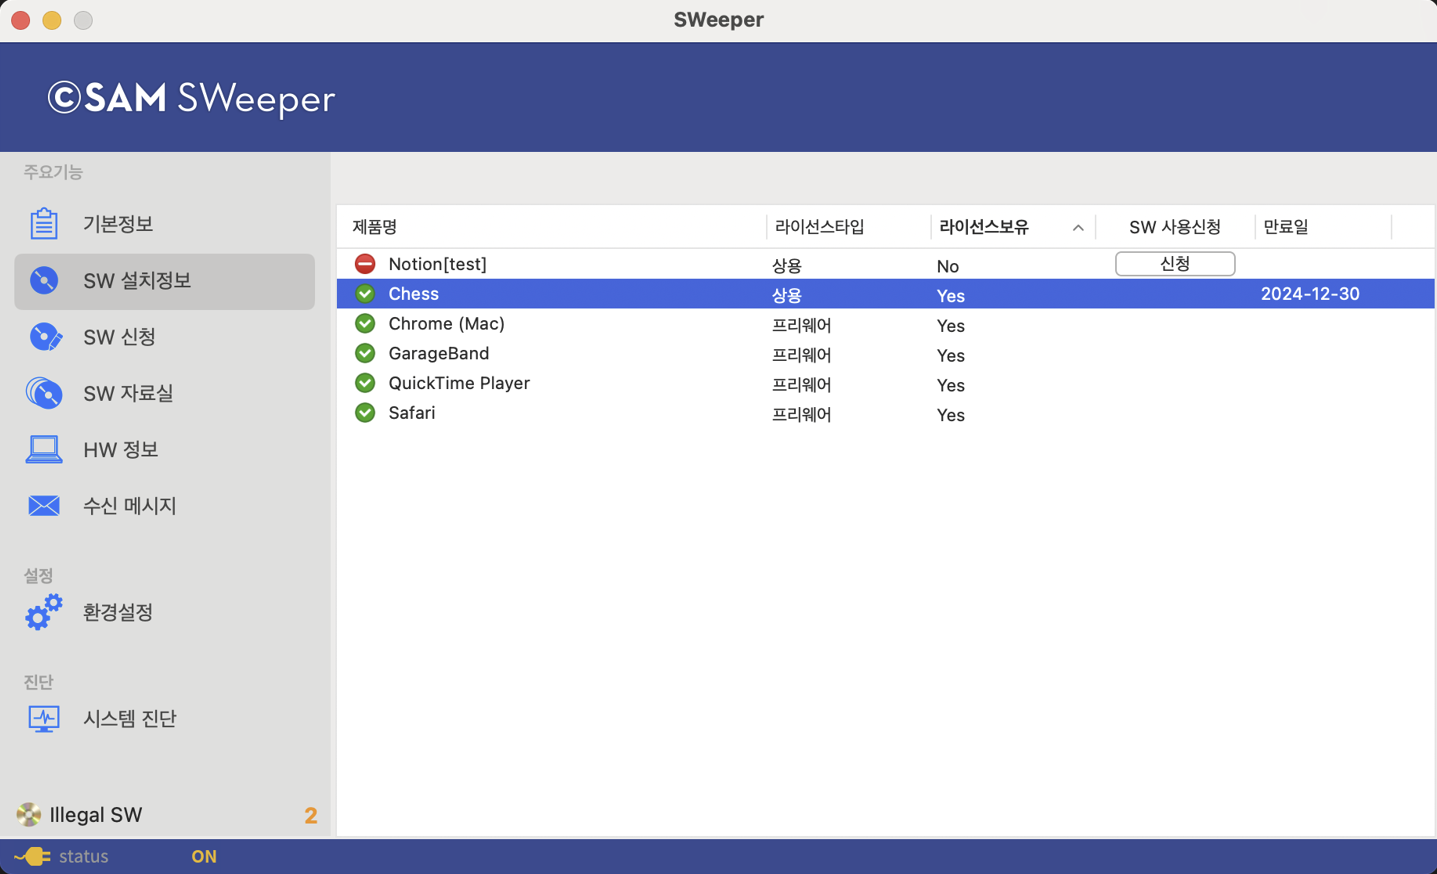 SWeeper
©SAM SWeeper
주요기능
기본정보
SW 설치정보
SW 신청
SW 자료실
HW 정보
수신 메시지
설정
환경설정
진단
시스템 진단
Illegal SW 2
제품명 라이선스타입 라이선스보유 SW 사용신청 만료일
Notion[test] 상용 No 신청
Chess 상용 Yes 2024-12-30
Chrome (Mac) 프리웨어 Yes
GarageBand 프리웨어 Yes
QuickTime Player 프리웨어 Yes
Safari 프리웨어 Yes
status ON